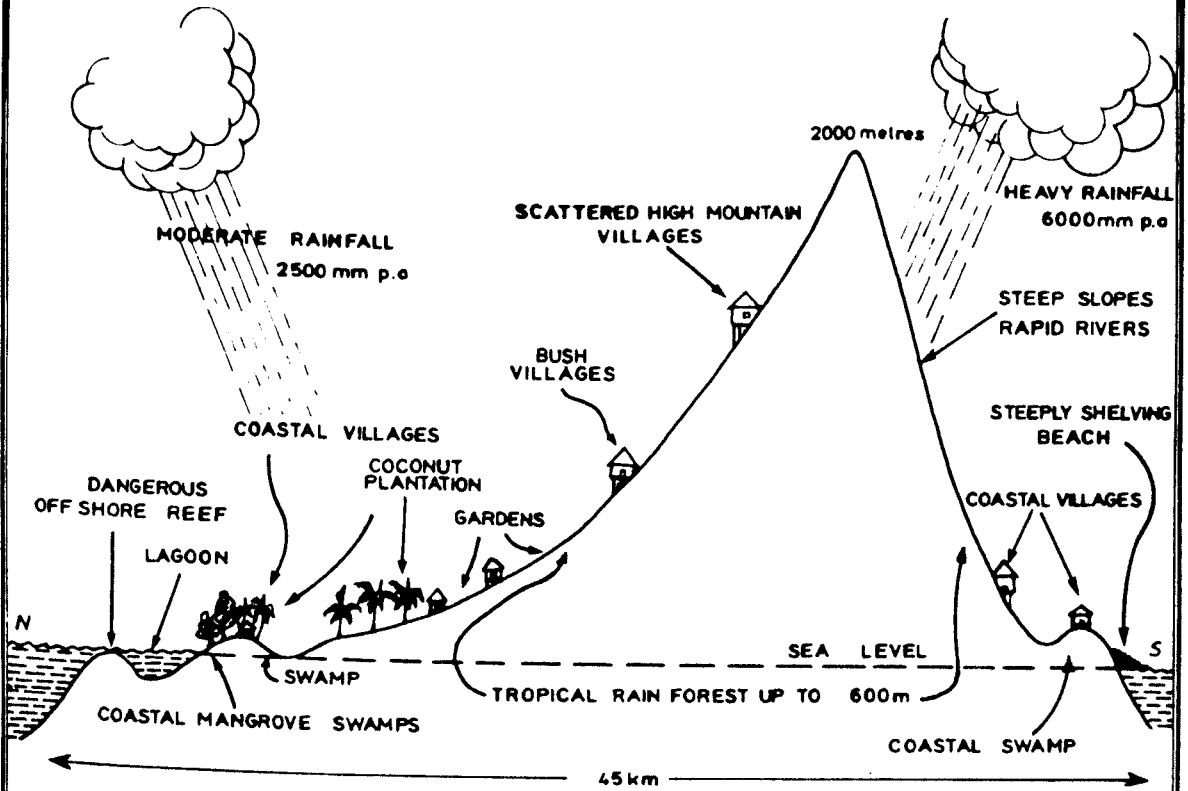 2000 metres
HEAVY RAINFALL
6000mm p.a
SCATTERED HIGH MOUNTAIN
VILLAGES
MODERATE RAINFALL
2500 mm p.a
STEEP SLOPES
RAPID RIVERS
BUSH
VILLAGES
STEEPLY SHELVING
BEACH
COASTAL VILLAGES
COCONUT
PLANTATION
DANGEROUS
OFF SHORE REEF
GARDENS
COASTAL VILLAGES
LAGOON
N
SEA LEVEL
S
SWAMP
TROPICAL RAIN FOREST UP TO 600m
COASTAL MANGROVE SWAMPS
COASTAL SWAMP
45km